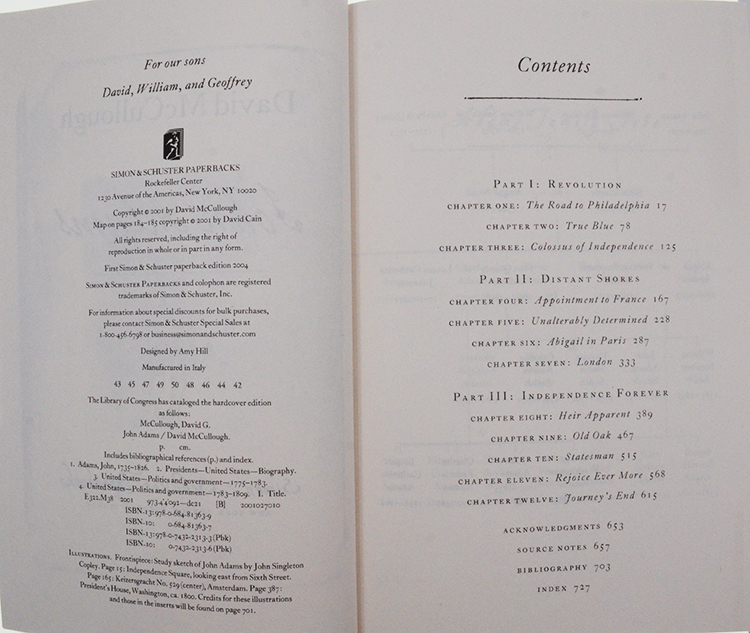 For our sons
David, William, and Geoffrey
SIMON & SCHUSTER PAPERBACKS
Rockefeller Center
1230 Avenue of the Americas, New York, NY 10020
Copyright © 2001 by David McCullough
Map on pages 184–185 copyright © 2001 by David Cain
All rights reserved, including the right of
reproduction in whole or part in any form.
First Simon & Schuster paperback edition 2004
SIMON & SCHUSTER PAPERBACKS and colophon are registered
trademarks of Simon & Schuster, Inc.
For information about special discounts for bulk purchases,
please contact Simon & Schuster Special Sales at
1-800-456-6798 or business@simonandschuster.com
Designed by Amy Hill
Manufactured in Italy
43 45 47 49 50 48 46 44 42
The Library of Congress has cataloged the hardcover edition
as follows:
McCullough, David G.
John Adams / David McCullough.
p. cm.
Includes bibliographical references (p.) and index.
1. Adams, John, 1735–1826. 2. Presidents—United States—Biography.
3. United States—Politics and government—1775–1783.
4. United States—Politics and government—1783–1809. I. Title.
E322.M38 2001 973.4'4'092—dc21 [B] 2001027010
ISBN-13: 978-0-684-81363-9
ISBN-10: 0-684-81363-7
ISBN-13: 978-0-7432-2313-3 (Pbk)
ISBN-10: 0-7432-2313-6 (Pbk)
ILLUSTRATIONS. Frontispiece: Study sketch of John Adams by John Singleton
Copley. Page 15: Independence Square, looking east from Sixth Street.
Page 165: Keizersgracht No. 529 (center), Amsterdam. Page 387:
President's House, Washington, ca. 1800. Credits for these illustrations
and those in the inserts will be found on page 701.
Contents
PART I: REVOLUTION
CHAPTER ONE: The Road to Philadelphia 17
CHAPTER TWO: True Blue 78
CHAPTER THREE: Colossus of Independence 125
PART II: DISTANT SHORES
CHAPTER FOUR: Appointment to France 167
CHAPTER FIVE: Unalterably Determined 228
CHAPTER SIX: Abigail in Paris 287
CHAPTER SEVEN: London 333
PART III: INDEPENDENCE FOREVER
CHAPTER EIGHT: Heir Apparent 389
CHAPTER NINE: Old Oak 467
CHAPTER TEN: Statesman 515
CHAPTER ELEVEN: Rejoice Ever More 568
CHAPTER TWELVE: Journey's End 615
ACKNOWLEDGMENTS 653
SOURCE NOTES 657
BIBLIOGRAPHY 703
INDEX 727